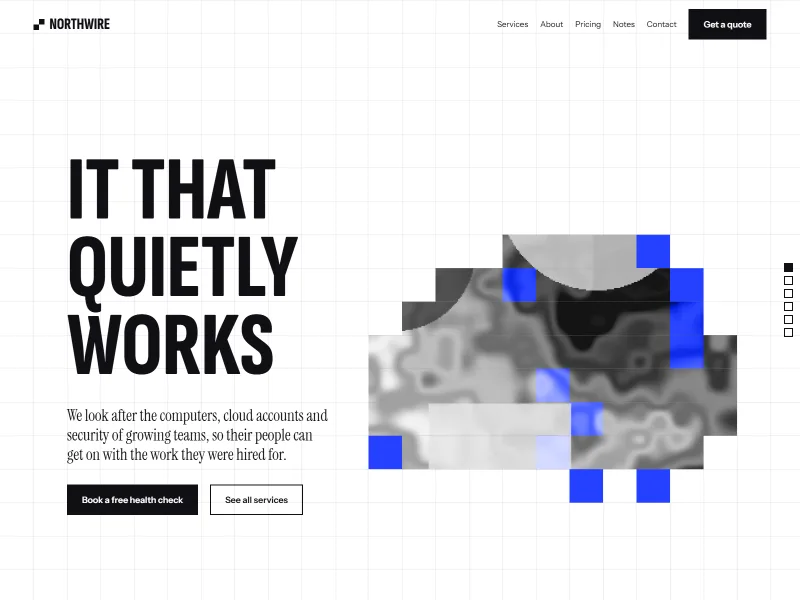 NORTHWIRE
Services About Pricing Notes Contact Get a quote
IT THAT
QUIETLY
WORKS
We look after the computers, cloud accounts and
security of growing teams, so their people can
get on with the work they were hired for.
Book a free health check See all services